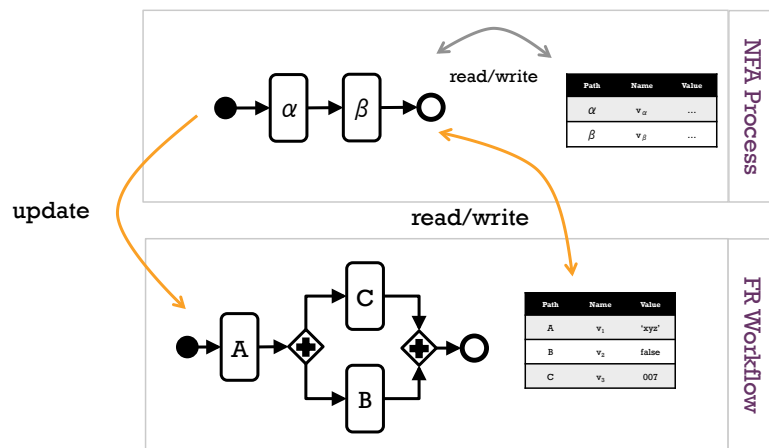 NFA Process
read/write
α
β
Path Name Value
α vα ...
β vβ ...
update
read/write
FR Workflow
A
C
B
Path Name Value
A v₁ 'xyz'
B v₂ false
C v₃ 007